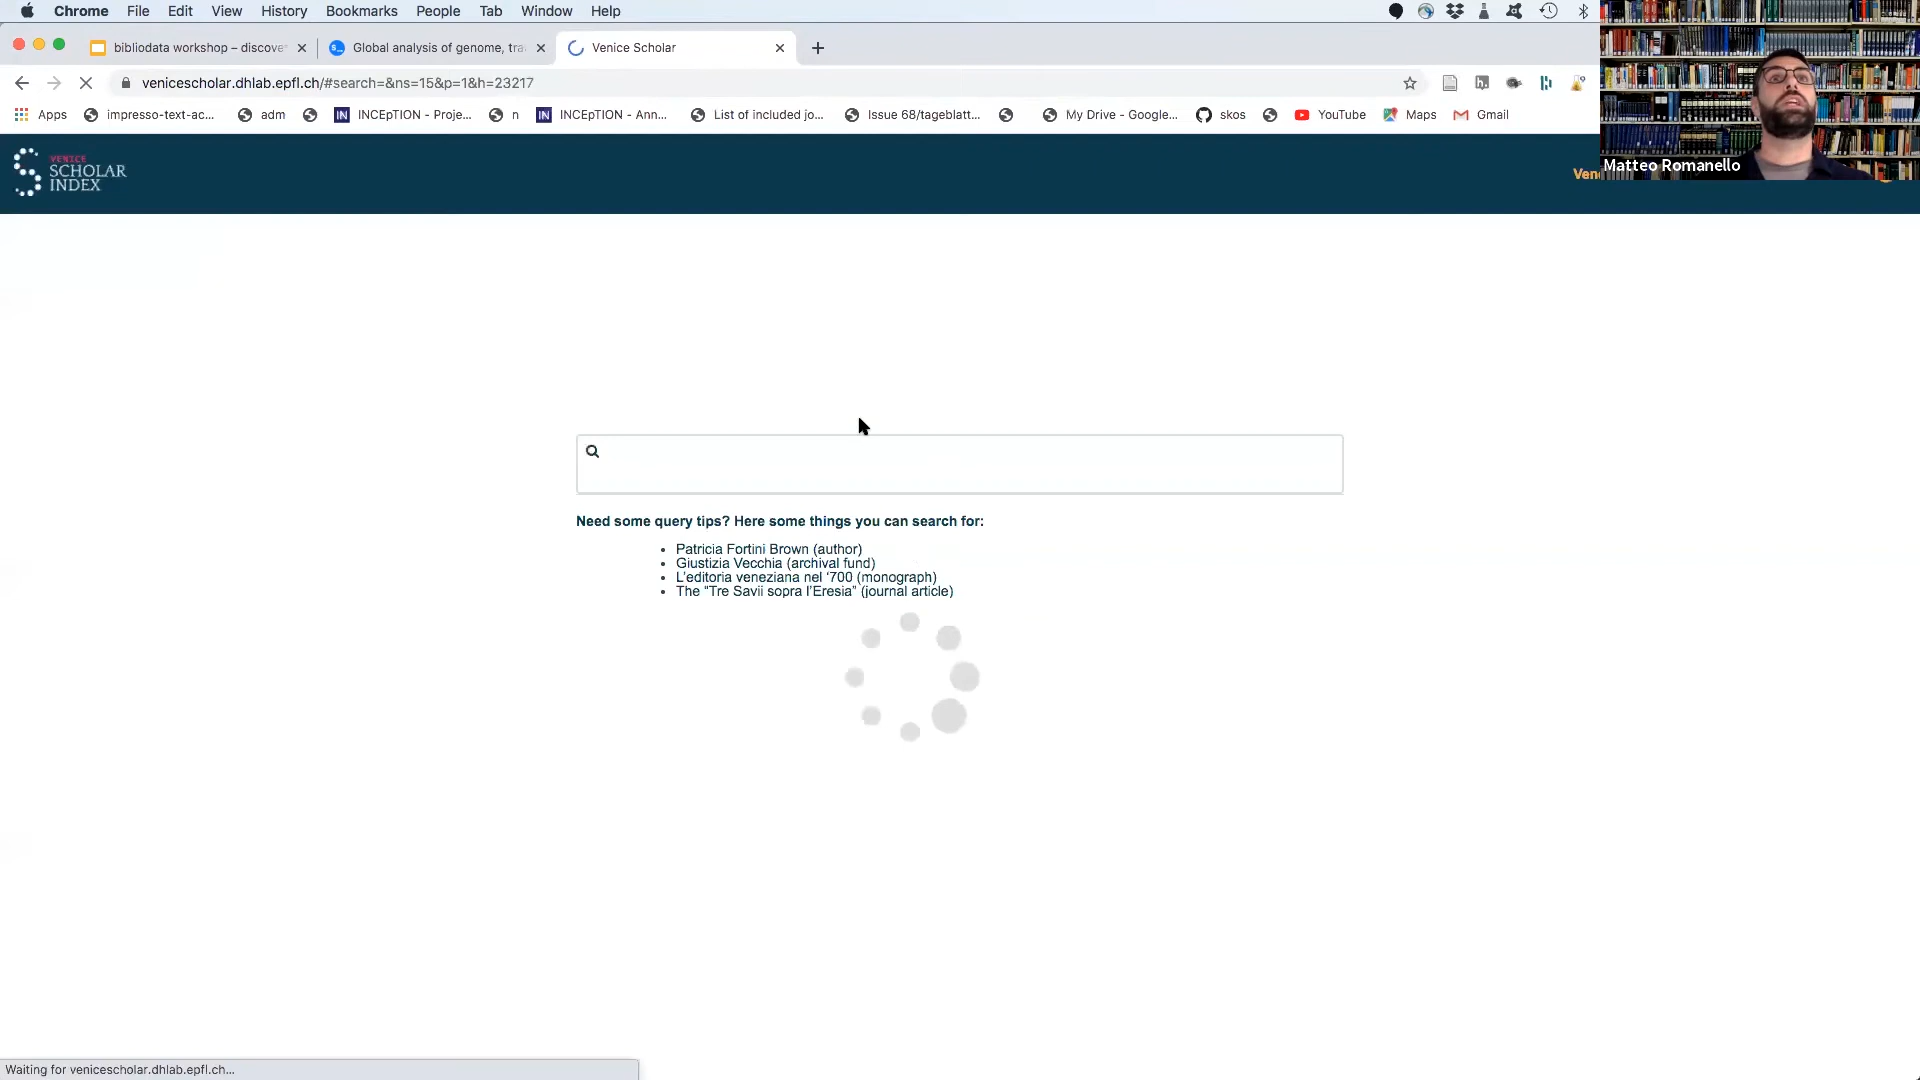 Chrome File Edit View History Bookmarks People Tab Window Help
bibliodata workshop – discove
Global analysis of genome, tra
Venice Scholar
venicescholar.dhlab.epfl.ch/#search=&ns=15&p=1&h=23217
Apps impresso-text-ac... adm IN INCEpTION - Proje... n IN INCEpTION - Ann... List of included jo... Issue 68/tageblatt... My Drive - Google... skos YouTube Maps Gmail
VENICE
SCHOLAR
INDEX
Matteo Romanello
Need some query tips? Here some things you can search for:
• Patricia Fortini Brown (author)
• Giustizia Vecchia (archival fund)
• L'editoria veneziana nel ‘700 (monograph)
• The “Tre Savii sopra l’Eresia” (journal article)
Waiting for venicescholar.dhlab.epfl.ch...